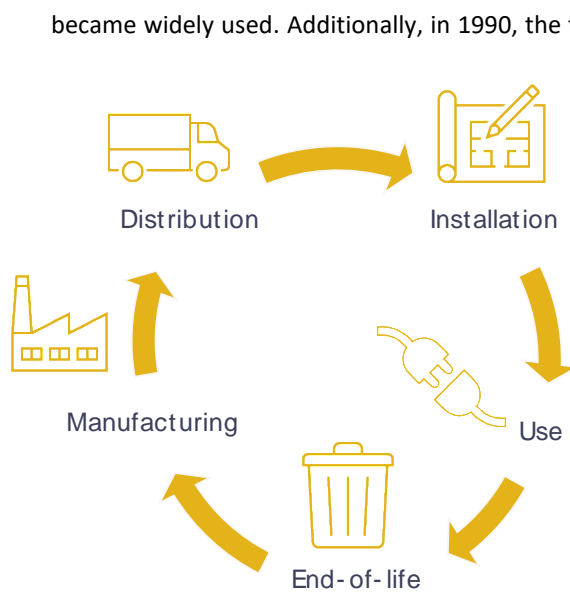 became widely used. Additionally, in 1990, the
Distribution
Installation
Manufacturing
Use
End-of-life